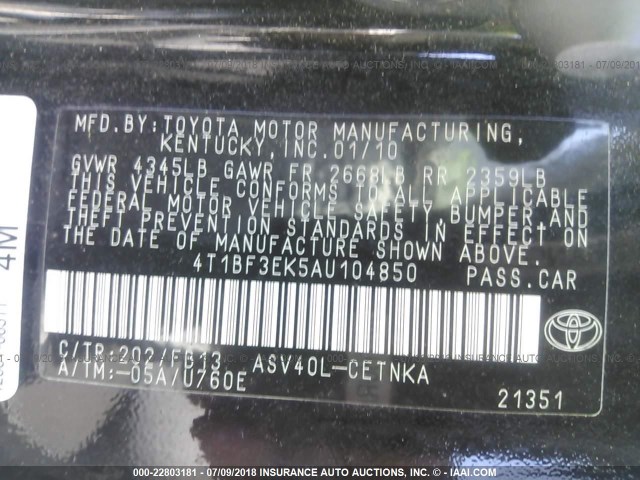 MFD.BY:TOYOTA MOTOR MANUFACTURING,
KENTUCKY, INC.01/10
GVWR 4345LB GAWR FR 2668LB RR 2359LB
THIS VEHICLE CONFORMS TO ALL APPLICABLE
FEDERAL MOTOR VEHICLE SAFETY, BUMPER AND
THEFT PREVENTION STANDARDS IN EFFECT ON
THE DATE OF MANUFACTURE SHOWN ABOVE.
4T1BF3EK5AU104850 PASS.CAR
C/TR:202/FB13 ASV40L-CETNKA
A/TM:-05A/U760E
21351
4M
000-22803181 - 07/09/2018 INSURANCE AUTO AUCTIONS, INC. - IAAI.COM